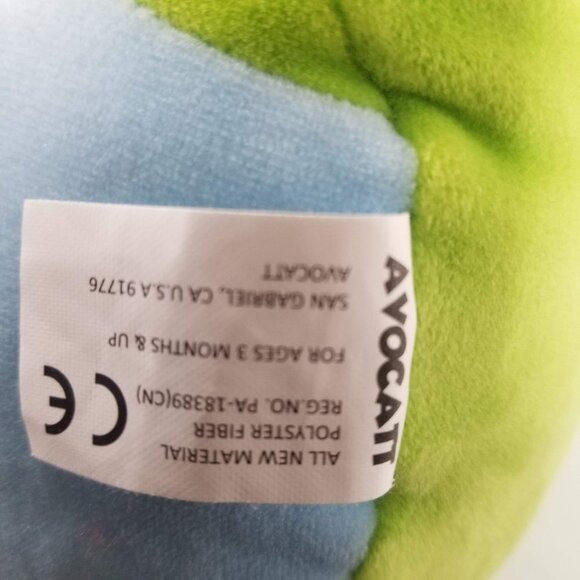 AVOCATT
ALL NEW MATERIAL
POLYSTER FIBER
REG.NO. PA-18389(CN)
FOR AGES 3 MONTHS & UP
SAN GABRIEL, CA U.S.A 91776
AVOCATT
CE